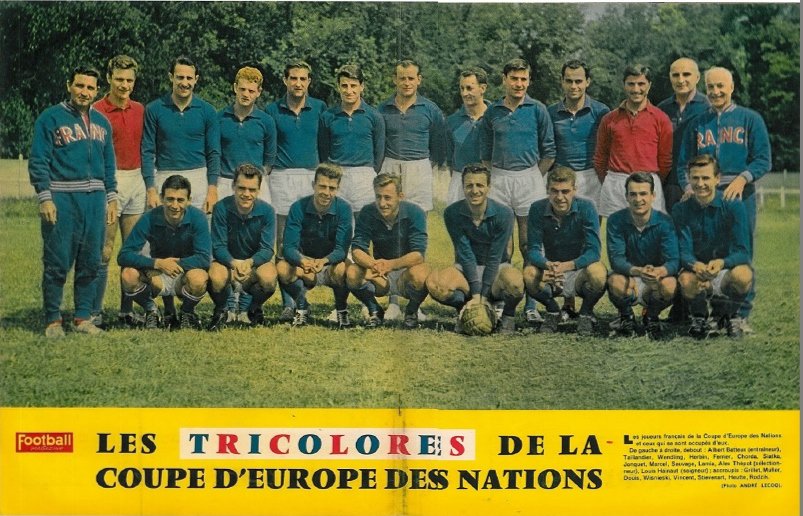 FRANCE
FRANC
Football
LES TRICOLORES DE LA
COUPE D'EUROPE DES NATIONS
Les joueurs français de la Coupe d'Europe des Nations
et ceux qui se sont occupés d'eux.
De gauche à droite, debout : Albert Batteux (entraîneur),
Taillandier, Wendling, Herbin, Ferrier, Chorda, Siatka,
Jonquet, Marcel, Sauvage, Lamia, Alex Thépot (sélection-
neur), Louis Hainaut (soigneur) ; accroupis : Grillet, Muller,
Douis, Wisnieski, Vincent, Stievenart, Heutte, Rodzik.
(Photo ANDRÉ LECOQ).